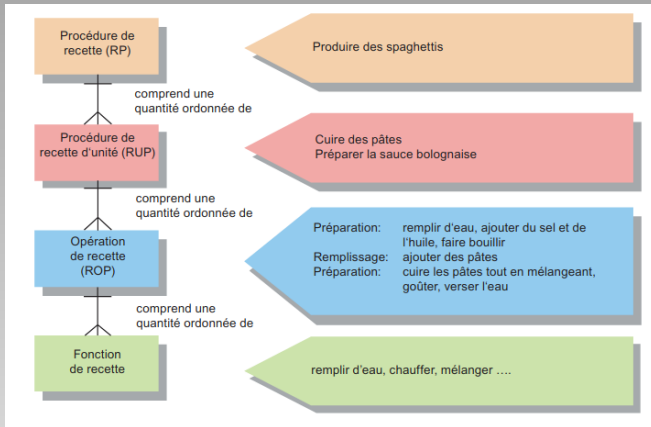 Procédure de
recette (RP)
Produire des spaghettis
comprend une
quantité ordonnée de
Procédure de
recette d'unité (RUP)
Cuire des pâtes
Préparer la sauce bolognaise
comprend une
quantité ordonnée de
Opération
de recette
(ROP)
Préparation: remplir d'eau, ajouter du sel et de
l'huile, faire bouillir
Remplissage: ajouter des pâtes
Préparation: cuire les pâtes tout en mélangeant,
goûter, verser l'eau
comprend une
quantité ordonnée de
Fonction
de recette
remplir d'eau, chauffer, mélanger ....